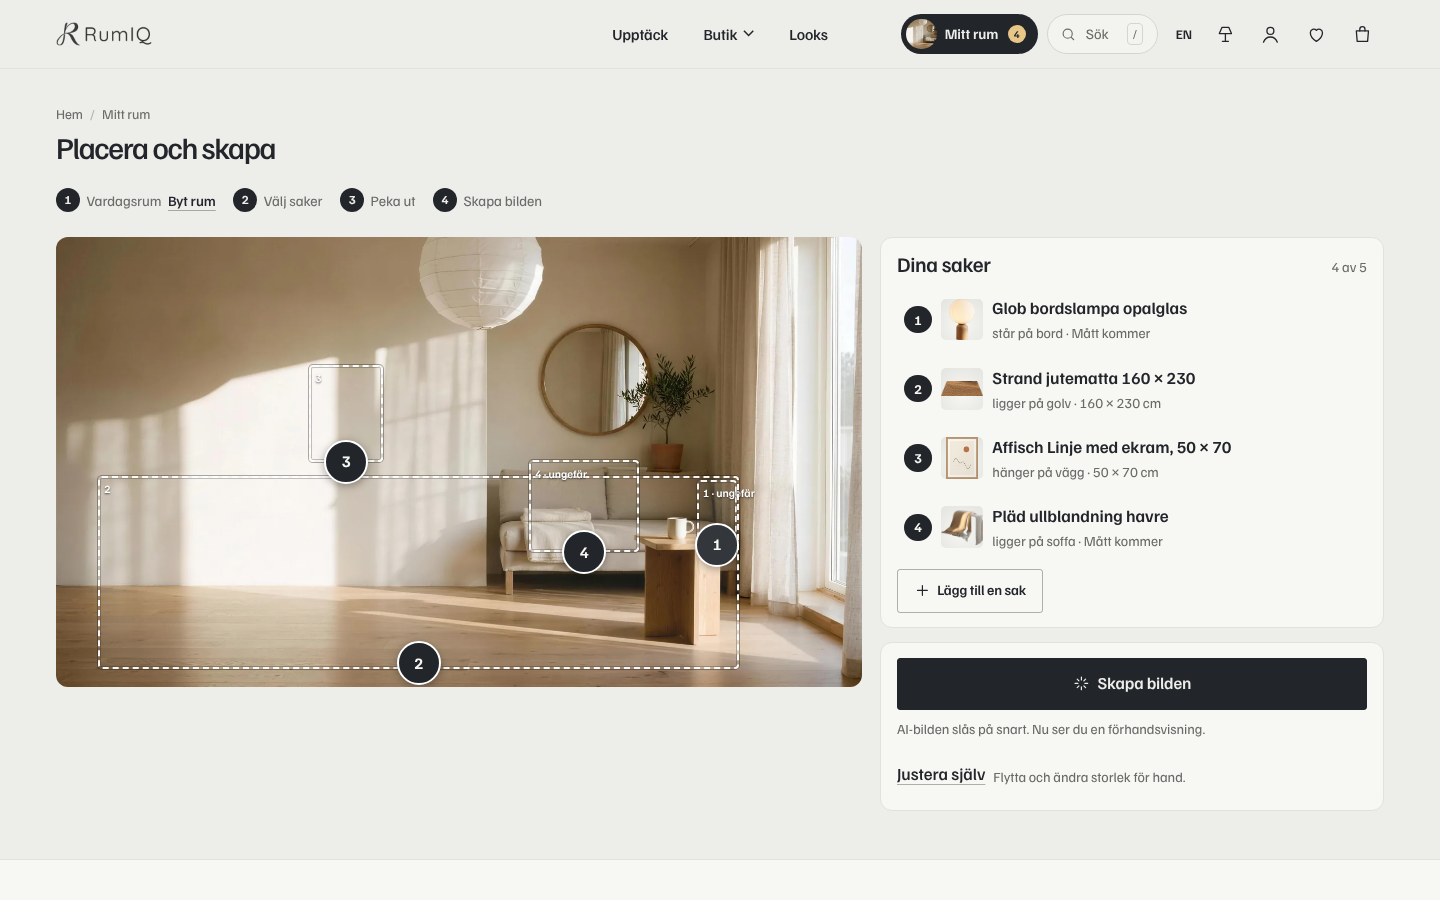 RumIQ
Upptäck
Butik
Looks
Mitt rum 4
Sök /
EN
Hem / Mitt rum
Placera och skapa
1 Vardagsrum Byt rum 2 Välj saker 3 Peka ut 4 Skapa bilden
3
3
2
4 · ungefär
1 · ungefär
4
1
2
Dina saker
4 av 5
1
Glob bordslampa opalglas
står på bord · Mått kommer
2
Strand jutematta 160 × 230
ligger på golv · 160 × 230 cm
3
Affisch Linje med ekram, 50 × 70
hänger på vägg · 50 × 70 cm
4
Pläd ullblandning havre
ligger på soffa · Mått kommer
+ Lägg till en sak
Skapa bilden
AI-bilden slås på snart. Nu ser du en förhandsvisning.
Justera själv Flytta och ändra storlek för hand.